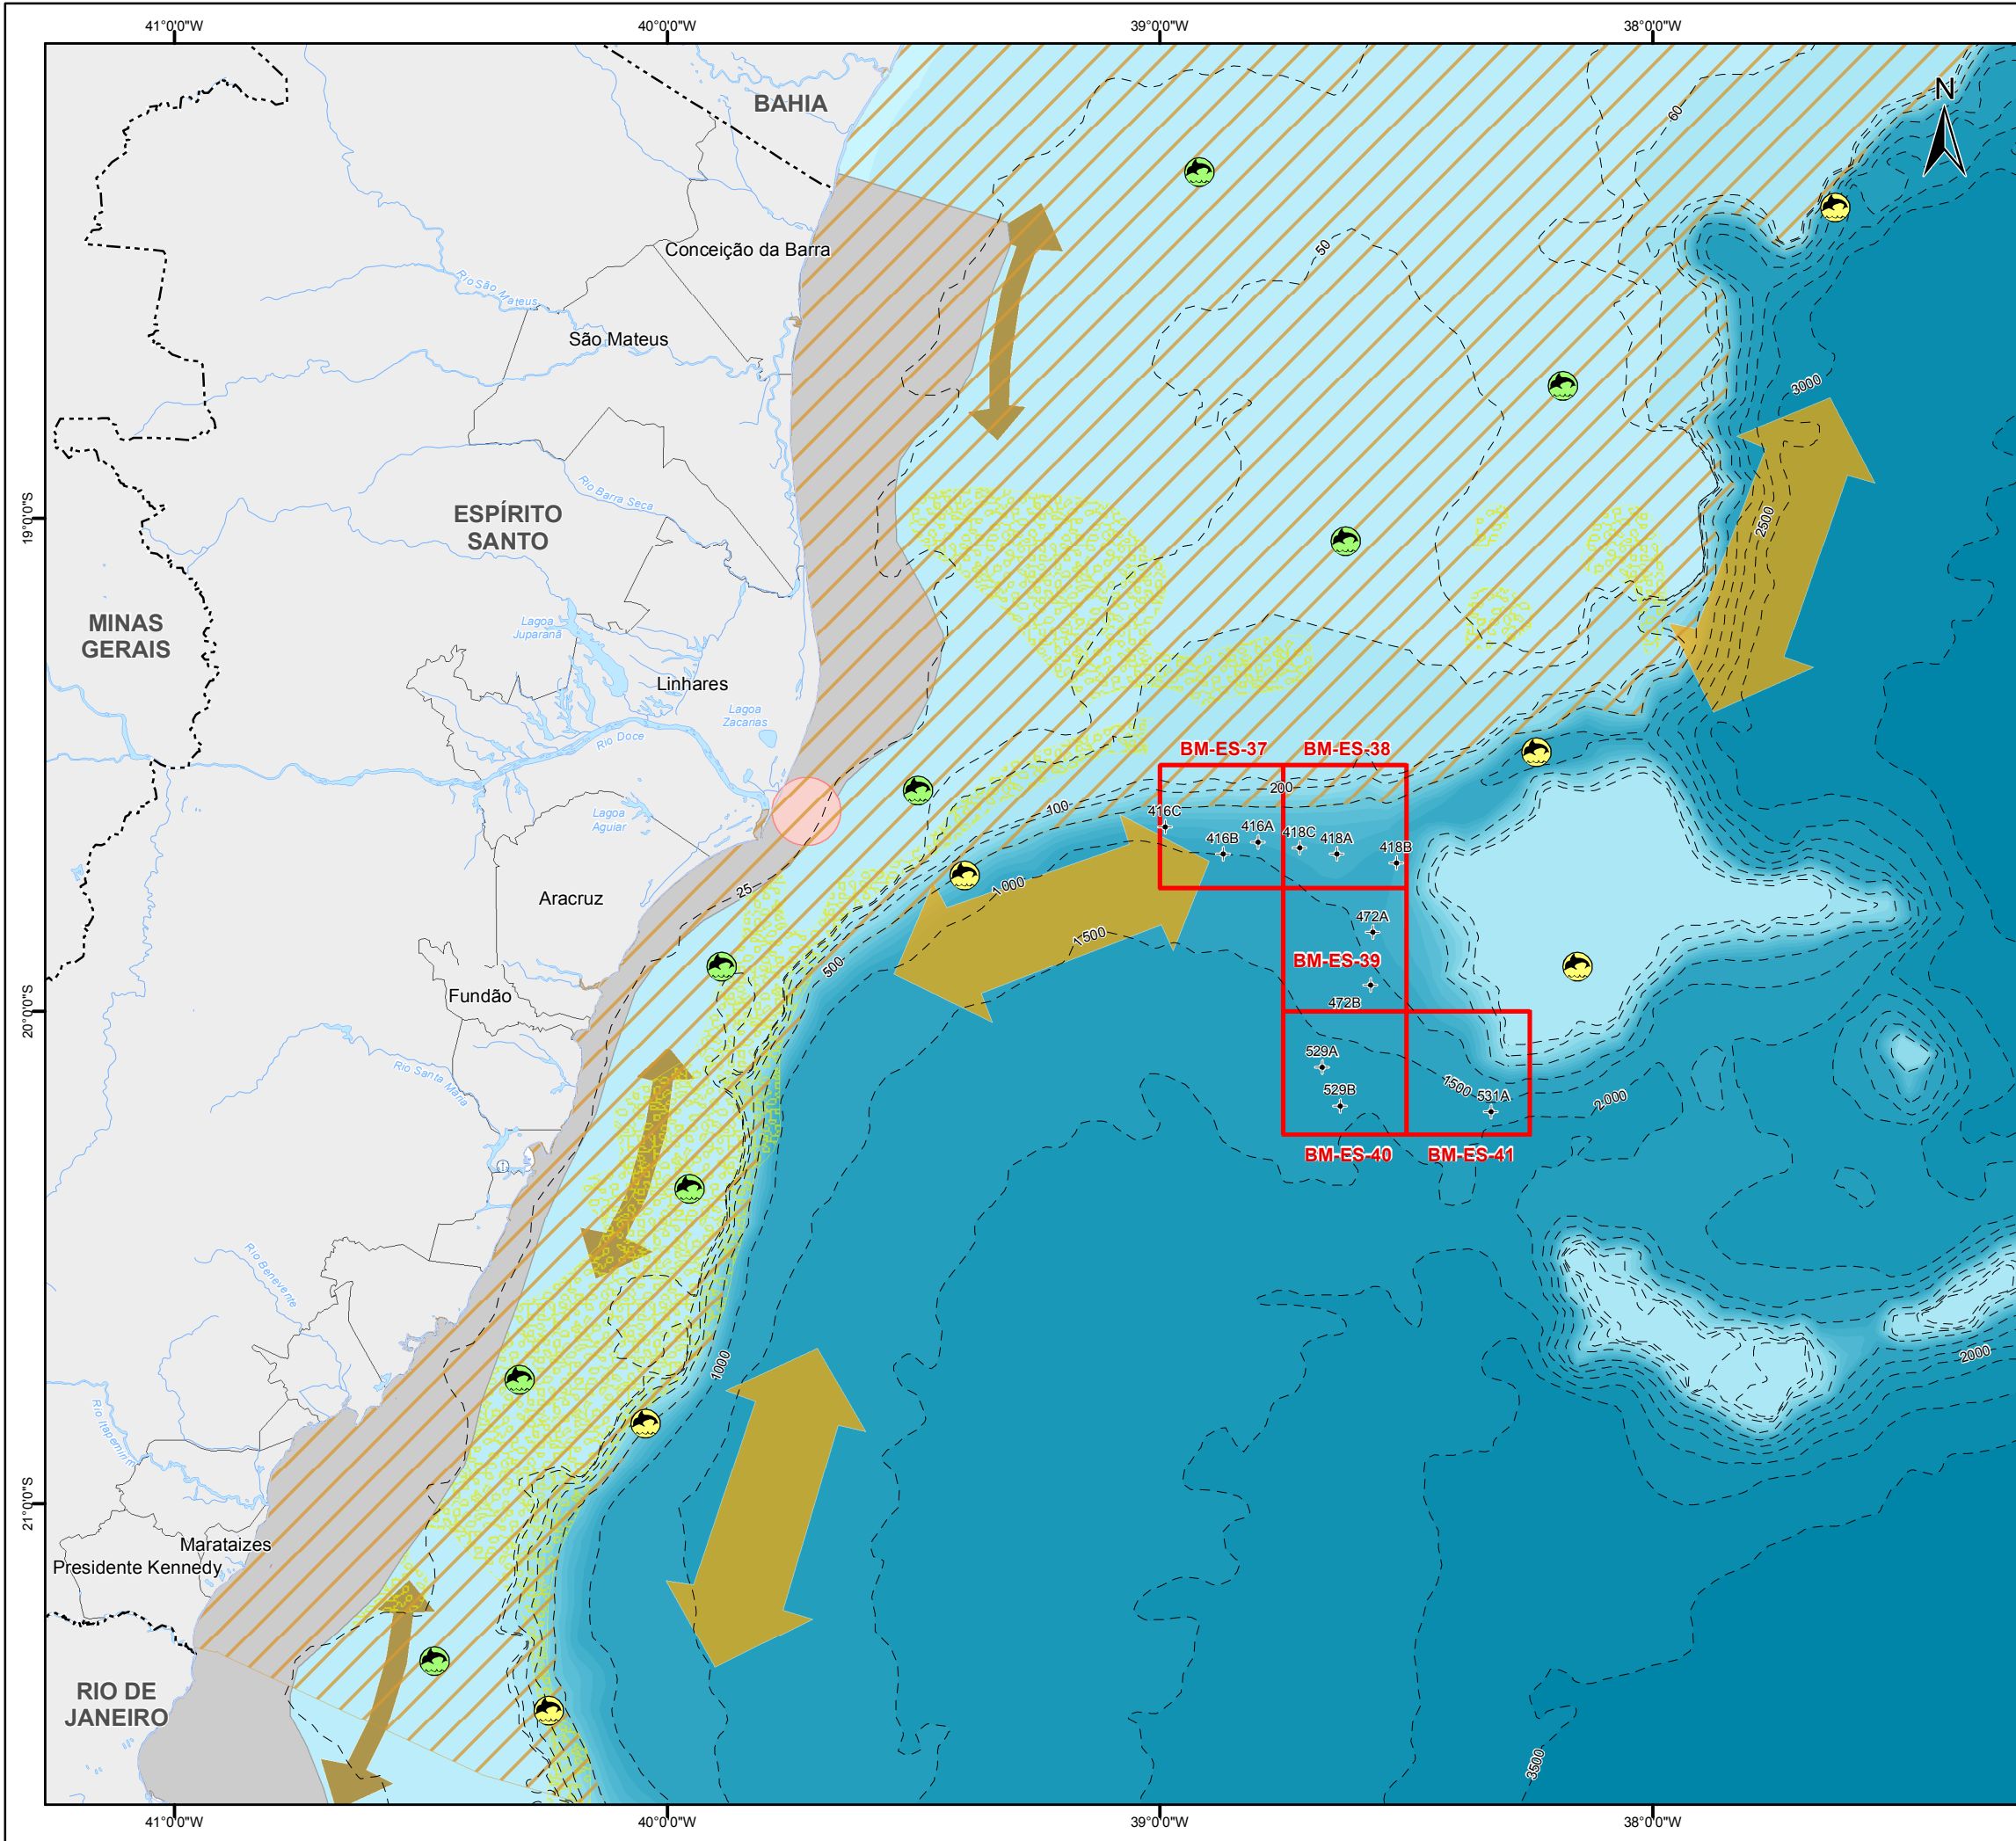 41°0'0"W
40°0'0"W
39°0'0"W
38°0'0"W
N
BAHIA
60
50
Conceição da Barra
Rio São Mateus
São Mateus
3000
Rio Barra Seca
ESPÍRITO
SANTO
19°0'0"S
2500
MINAS
GERAIS
Lagoa
Juparanã
Linhares
Lagoa
Zacarias
Rio Doce
BM-ES-37
BM-ES-38
200
100
Lagoa
Aguiar
416C
416B
416A
418C
418A
418B
25
1000
Aracruz
472A
1500
500
BM-ES-39
Fundão
472B
20°0'0"S
529A
Rio Santa Maria
529B
1500
531A
2000
BM-ES-40
BM-ES-41
Rio Benevente
1000
2000
Rio Itapemirim
21°0'0"S
Marataizes
Presidente Kennedy
RIO DE
JANEIRO
3500
41°0'0"W
40°0'0"W
39°0'0"W
38°0'0"W